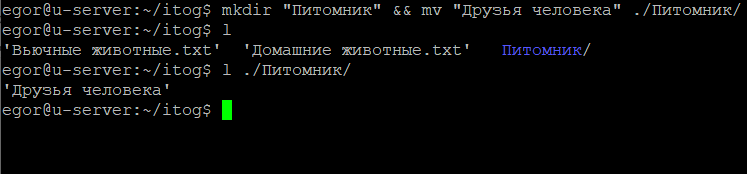 egor@u-server:~/itog$ mkdir "Питомник" && mv "Друзья человека" ./Питомник/
egor@u-server:~/itog$ l
'Вьючные животные.txt'  'Домашние животные.txt'   Питомник/
egor@u-server:~/itog$ l ./Питомник/
'Друзья человека'
egor@u-server:~/itog$